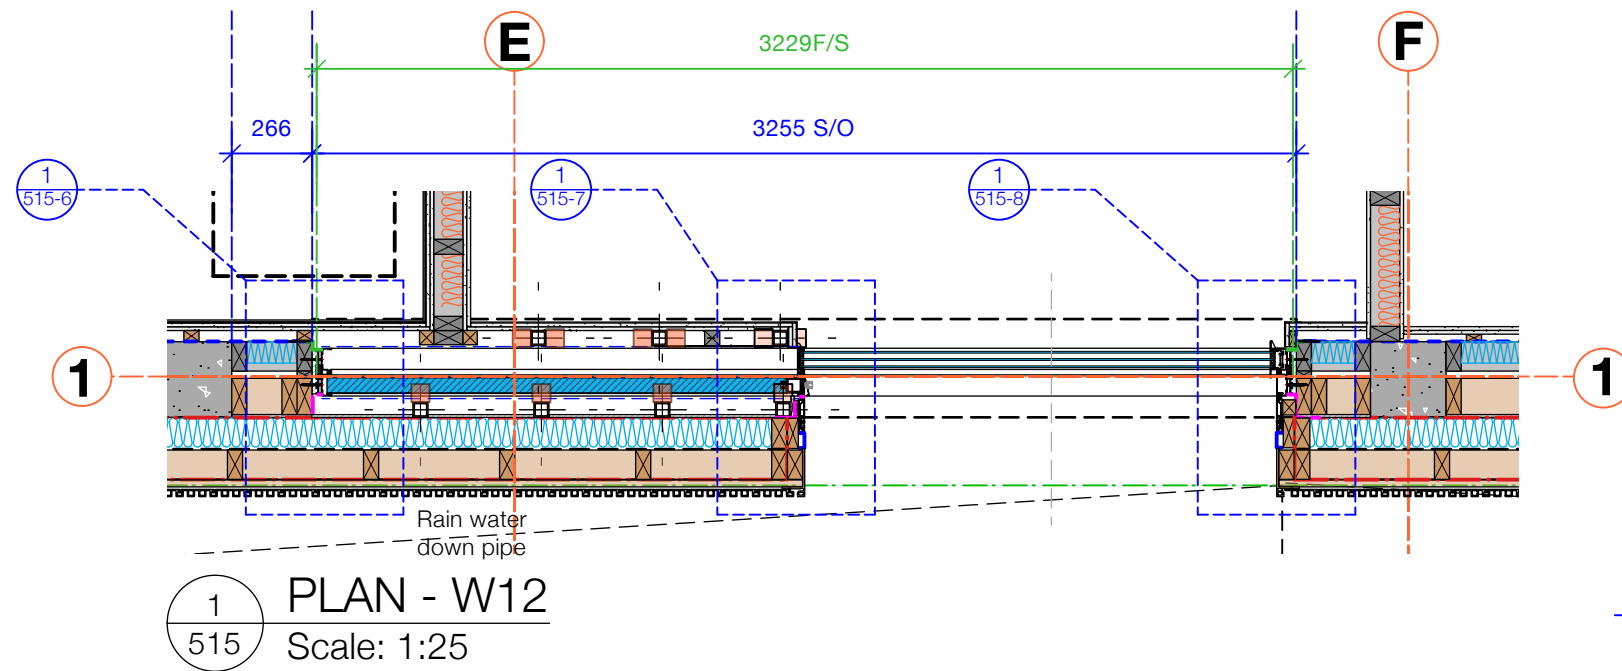 E
F
3229F/S
266
3255 S/O
1
515-6
1
515-7
1
515-8
1
1
Rain water
down pipe
1
515
PLAN - W12
Scale: 1:25